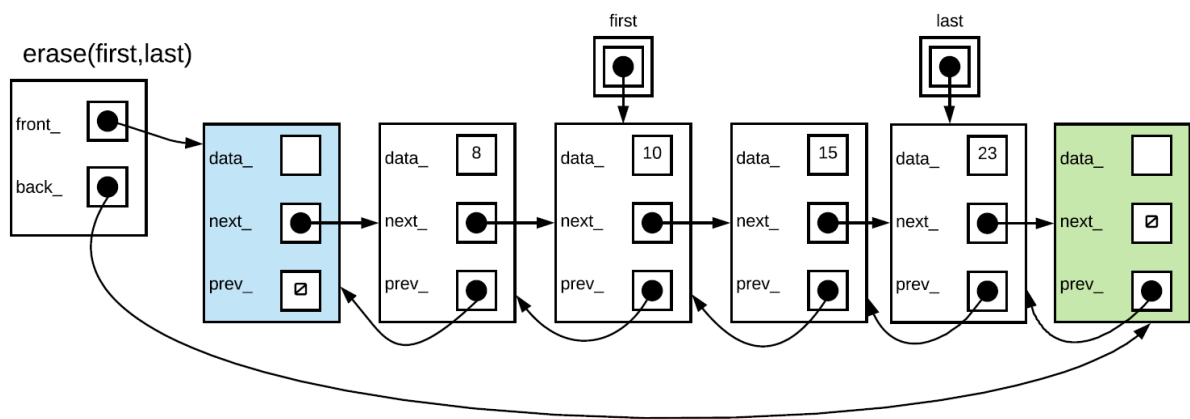 first
last
erase(first,last)
front_
back_
data_
next_
prev_
data_ 8
next_
prev_
data_ 10
next_
prev_
data_ 15
next_
prev_
data_ 23
next_
prev_
data_
next_
prev_